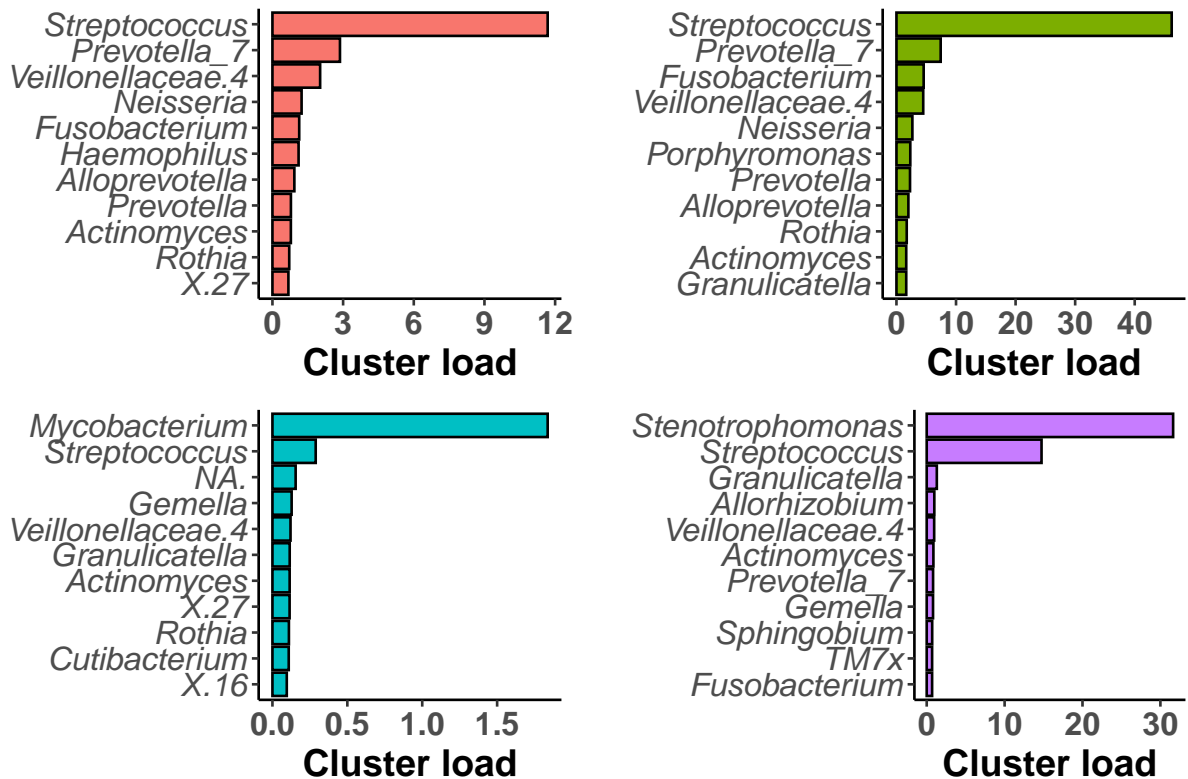 Streptococcus
Prevotella_7
Veillonellaceae.4
Neisseria
Fusobacterium
Haemophilus
Alloprevotella
Prevotella
Actinomyces
Rothia
X.27
0 3 6 9 12
Cluster load
Streptococcus
Prevotella_7
Fusobacterium
Veillonellaceae.4
Neisseria
Porphyromonas
Prevotella
Alloprevotella
Rothia
Actinomyces
Granulicatella
0 10 20 30 40
Cluster load
Mycobacterium
Streptococcus
NA.
Gemella
Veillonellaceae.4
Granulicatella
Actinomyces
X.27
Rothia
Cutibacterium
X.16
0.0 0.5 1.0 1.5
Cluster load
Stenotrophomonas
Streptococcus
Granulicatella
Allorhizobium
Veillonellaceae.4
Actinomyces
Prevotella_7
Gemella
Sphingobium
TM7x
Fusobacterium
0 10 20 30
Cluster load